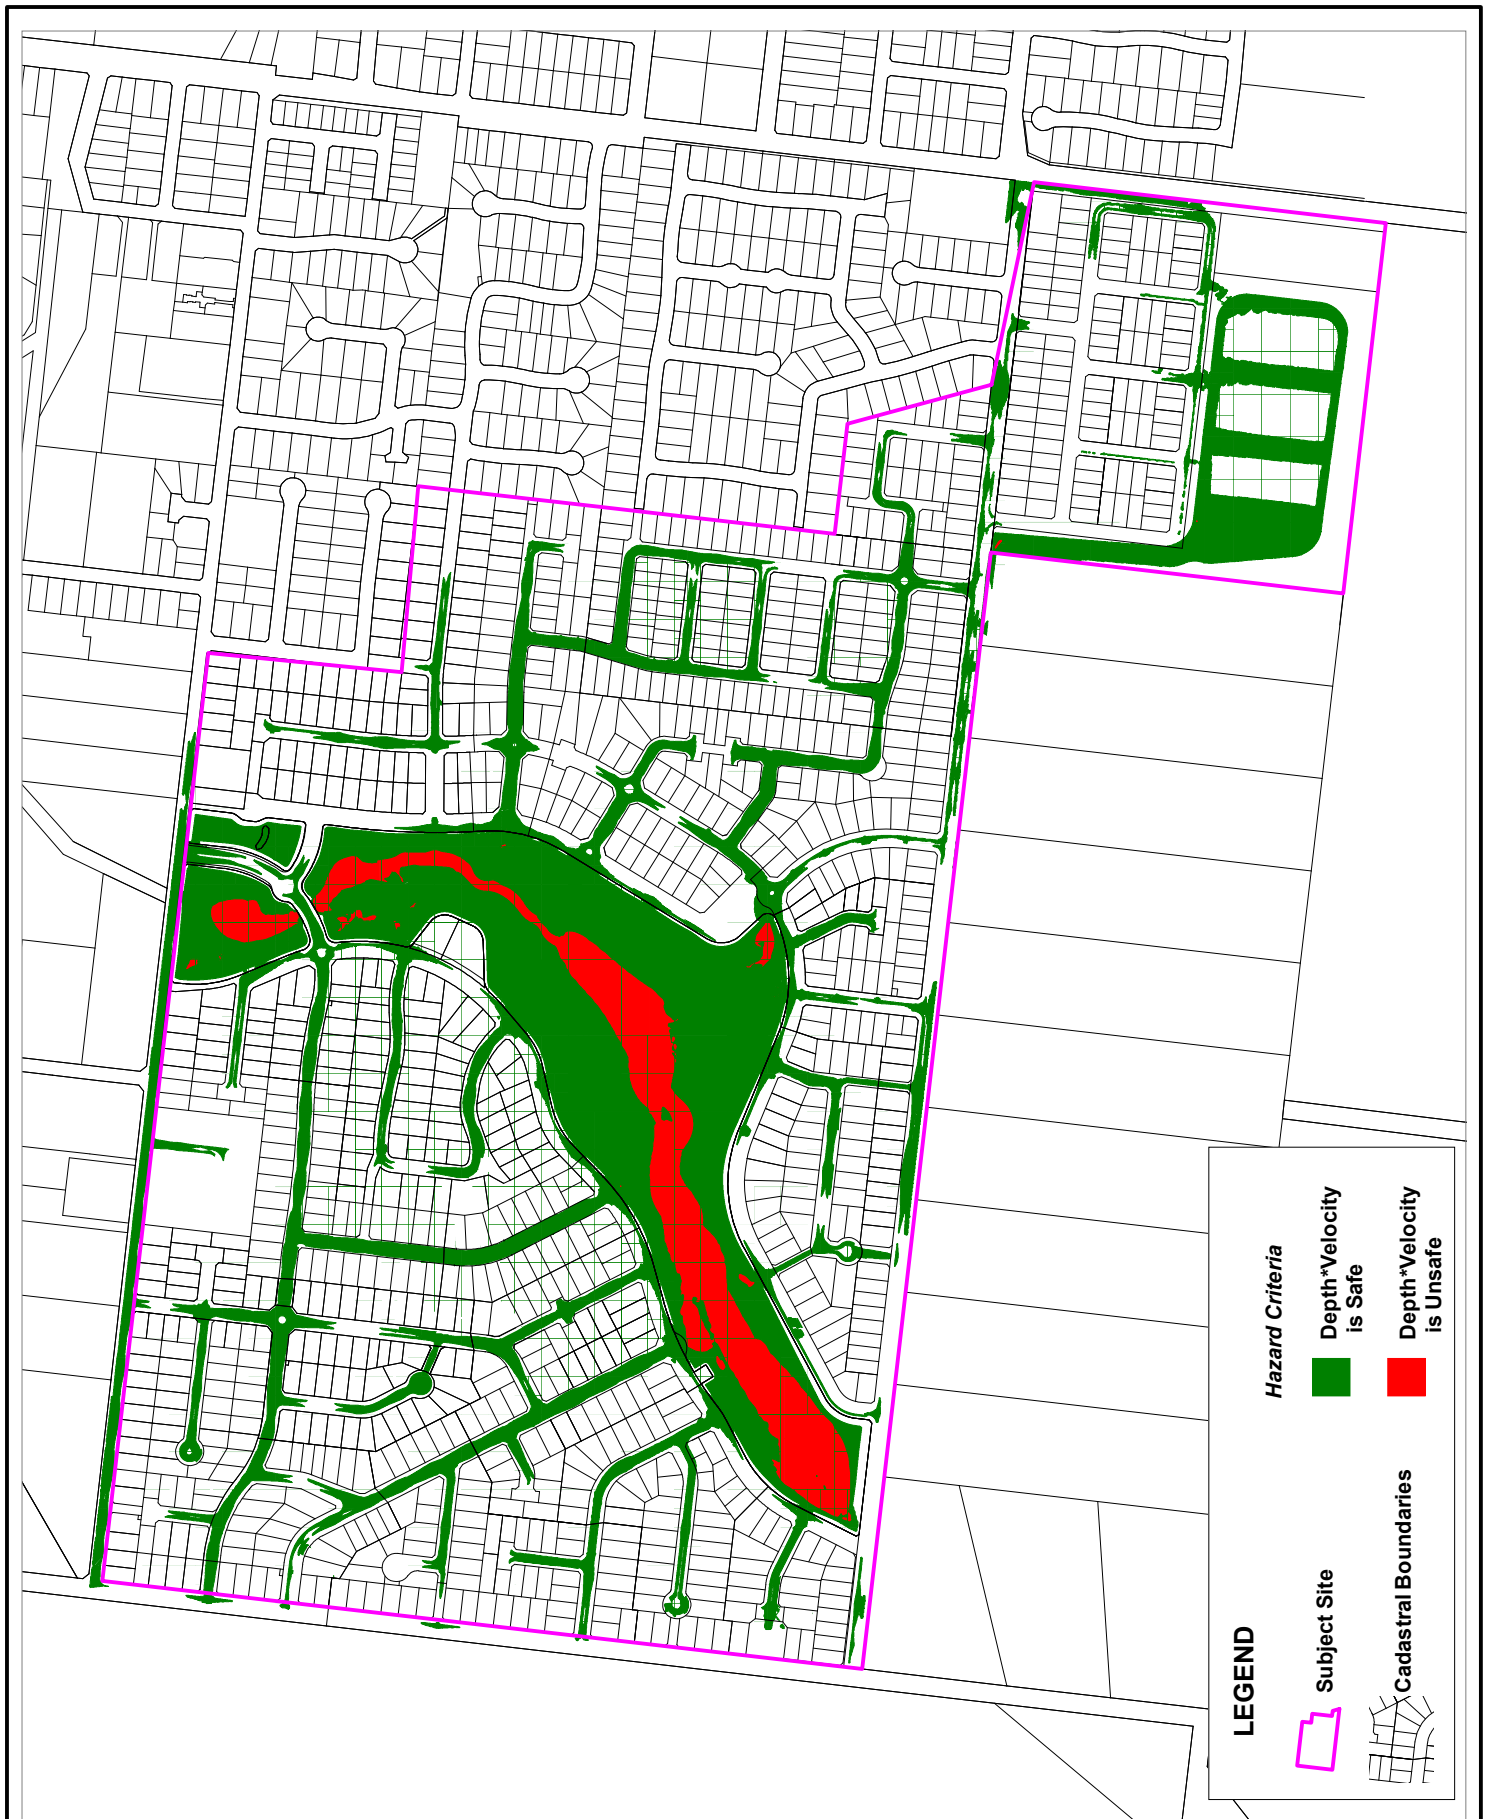 LEGEND
Subject Site
Cadastral Boundaries
Hazard Criteria
Depth*Velocity
is Safe
Depth*Velocity
is Unsafe